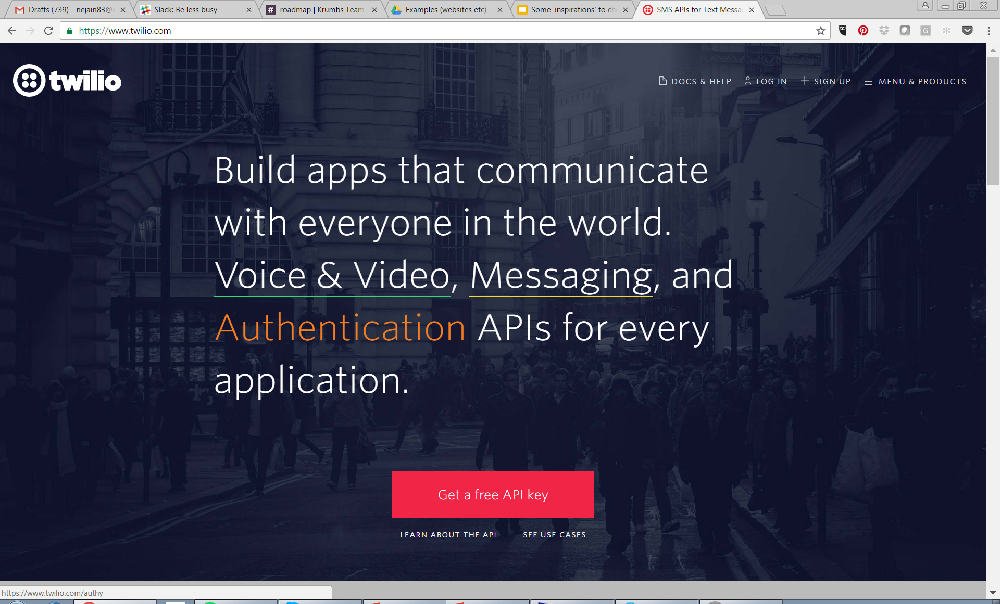 Drafts (739) - nejain83@g
Slack: Be less busy
# roadmap | Krumbs Team
Examples (websites etc) -
Some 'inspirations' to che
SMS APIs for Text Messa
https://www.twilio.com
G
twilio
DOCS & HELP
LOG IN
SIGN UP
MENU & PRODUCTS
Build apps that communicate
with everyone in the world.
Voice & Video, Messaging, and
Authentication APIs for every
application.
Get a free API key
LEARN ABOUT THE API | SEE USE CASES
https://www.twilio.com/authy